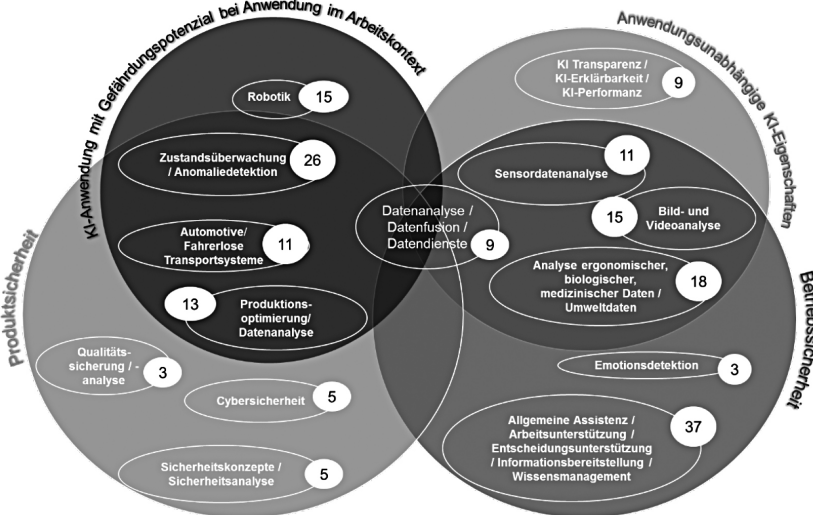 KI-Anwendung mit Gefährdungspotenzial bei Anwendung im Arbeitskontext
Anwendungsunabhängige KI-Eigenschaften
Produktsicherheit
Betriebssicherheit
Robotik
15
Zustandsüberwachung
/ Anomaliedetektion
26
Automotive/
Fahrerlose
Transportsysteme
11
13
Produktions-
optimierung/
Datenanalyse
Qualitäts-
sicherung / -
analyse
3
Cybersicherheit
5
Sicherheitskonzepte /
Sicherheitsanalyse
5
Datenanalyse /
Datenfusion /
Datendienste
9
KI Transparenz /
KI-Erklärbarkeit /
KI-Performanz
9
Sensordatenanalyse
11
15
Bild- und
Videoanalyse
Analyse ergonomischer,
biologischer,
medizinischer Daten /
Umweltdaten
18
Emotionsdetektion
3
Allgemeine Assistenz /
Arbeitsunterstützung /
Entscheidungsunterstützung
/ Informationsbereitstellung /
Wissensmanagement
37